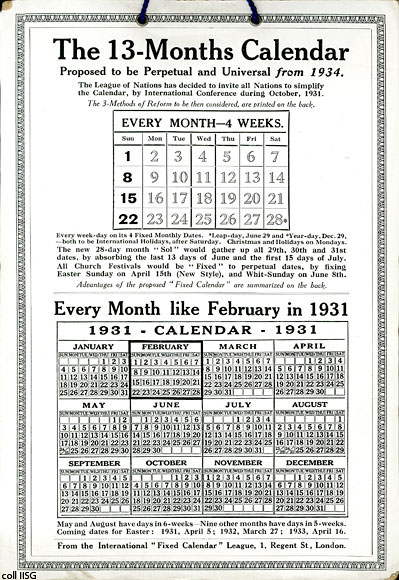 The 13-Months Calendar
Proposed to be Perpetual and Universal from 1934.
The League of Nations has decided to invite all Nations to simplify
the Calendar, by International Conference during October, 1931.
The 3-Methods of Reform to be then considered, are printed on the back.
EVERY MONTH—4 WEEKS.
Sun Mon Tue Wed Thu Fri Sat
1 2 3 4 5 6 7
8 9 10 11 12 13 14
15 16 17 18 19 20 21
22 23 24 25 26 27 28*
Every week-day on its 4 Fixed Monthly Dates. *Leap-day, June 29 and *Year-day, Dec. 29,
—both to be International Holidays, after Saturday. Christmas and Holidays on Mondays.
The new 28-day month "Sol" would gather up all 29th, 30th and 31st
dates, by absorbing the last 13 days of June and the first 15 days of July.
All Church Festivals would be "Fixed" to perpetual dates, by fixing
Easter Sunday on April 15th (New Style), and Whit-Sunday on June 8th.
Advantages of the proposed "Fixed Calendar" are summarized on the back.
Every Month like February in 1931
1931 - CALENDAR - 1931
JANUARY
SUN MON TUE WED THU FRI SAT
1 2 3
4 5 6 7 8 9 10
11 12 13 14 15 16 17
18 19 20 21 22 23 24
25 26 27 28 29 30 31
FEBRUARY
SUN MON TUE WED THU FRI SAT
1 2 3 4 5 6 7
8 9 10 11 12 13 14
15 16 17 18 19 20 21
22 23 24 25 26 27 28
MARCH
SUN MON TUE WED THU FRI SAT
1 2 3 4 5 6 7
8 9 10 11 12 13 14
15 16 17 18 19 20 21
22 23 24 25 26 27 28
29 30 31
APRIL
SUN MON TUE WED THU FRI SAT
1 2 3 4
5 6 7 8 9 10 11
12 13 14 15 16 17 18
19 20 21 22 23 24 25
26 27 28 29 30
MAY
SUN MON TUE WED THU FRI SAT
1 2
3 4 5 6 7 8 9
10 11 12 13 14 15 16
17 18 19 20 21 22 23
24/31 25 26 27 28 29 30
JUNE
SUN MON TUE WED THU FRI SAT
1 2 3 4 5 6
7 8 9 10 11 12 13
14 15 16 17 18 19 20
21 22 23 24 25 26 27
28 29 30
JULY
SUN MON TUE WED THU FRI SAT
1 2 3 4
5 6 7 8 9 10 11
12 13 14 15 16 17 18
19 20 21 22 23 24 25
26 27 28 29 30 31
AUGUST
SUN MON TUE WED THU FRI SAT
1
2 3 4 5 6 7 8
9 10 11 12 13 14 15
16 17 18 19 20 21 22
23/30 24/31 25 26 27 28 29
SEPTEMBER
SUN MON TUE WED THU FRI SAT
1 2 3 4 5
6 7 8 9 10 11 12
13 14 15 16 17 18 19
20 21 22 23 24 25 26
27 28 29 30
OCTOBER
SUN MON TUE WED THU FRI SAT
1 2 3
4 5 6 7 8 9 10
11 12 13 14 15 16 17
18 19 20 21 22 23 24
25 26 27 28 29 30 31
NOVEMBER
SUN MON TUE WED THU FRI SAT
1 2 3 4 5 6 7
8 9 10 11 12 13 14
15 16 17 18 19 20 21
22 23 24 25 26 27 28
29 30
DECEMBER
SUN MON TUE WED THU FRI SAT
1 2 3 4 5
6 7 8 9 10 11 12
13 14 15 16 17 18 19
20 21 22 23 24 25 26
27 28 29 30 31
May and August have days in 6-weeks—Nine other months have days in 5-weeks.
Coming dates for Easter: 1931, April 5; 1932, March 27; 1933, April 16.
From the International "Fixed Calendar" League, 1, Regent St., London.
coll IISG